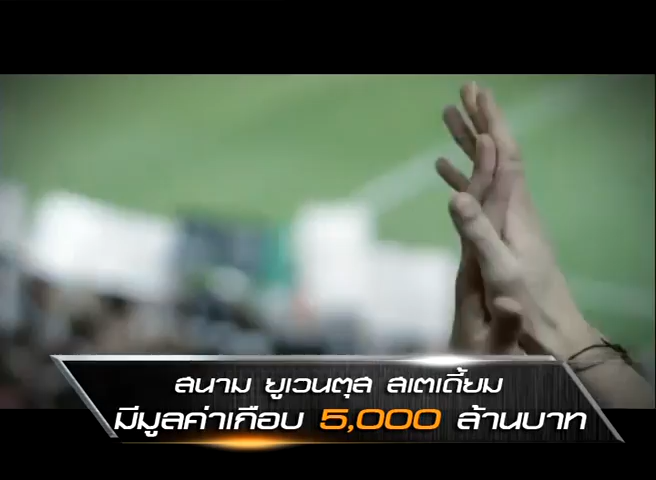 สนาม ยูเวนตุส สเตเดี้ยม
มีมูลค่าเกือบ 5,000 ล้านบาท